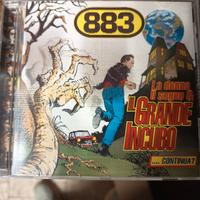 883
La donna
il sogno &
IL GRANDE
INCUBO
.... CONTINUA?